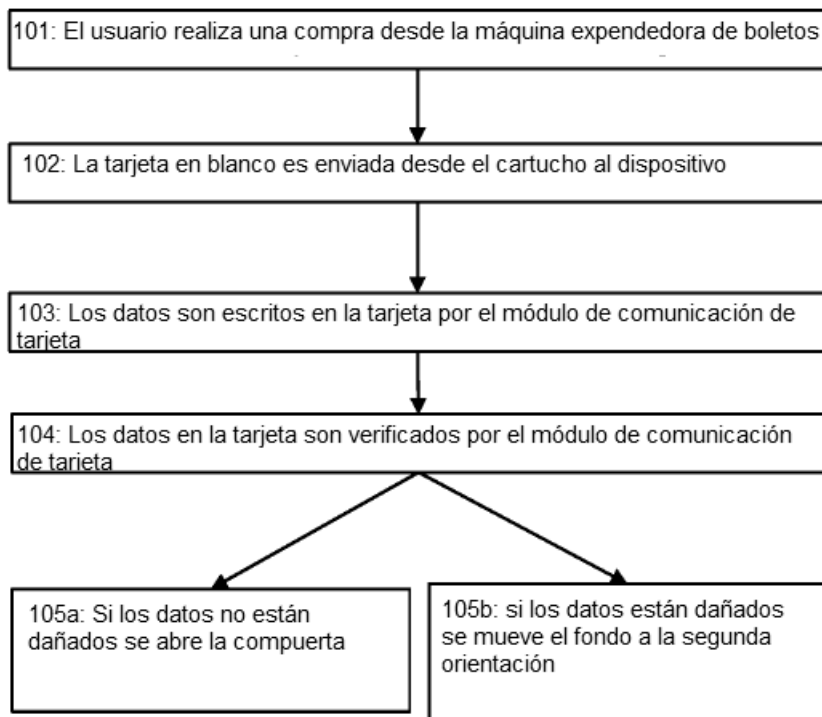 101: El usuario realiza una compra desde la máquina expendedora de boletos
102: La tarjeta en blanco es enviada desde el cartucho al dispositivo
103: Los datos son escritos en la tarjeta por el módulo de comunicación de
tarjeta
104: Los datos en la tarjeta son verificados por el módulo de comunicación
de tarjeta
105a: Si los datos no están
dañados se abre la compuerta
105b: si los datos están dañados
se mueve el fondo a la segunda
orientación